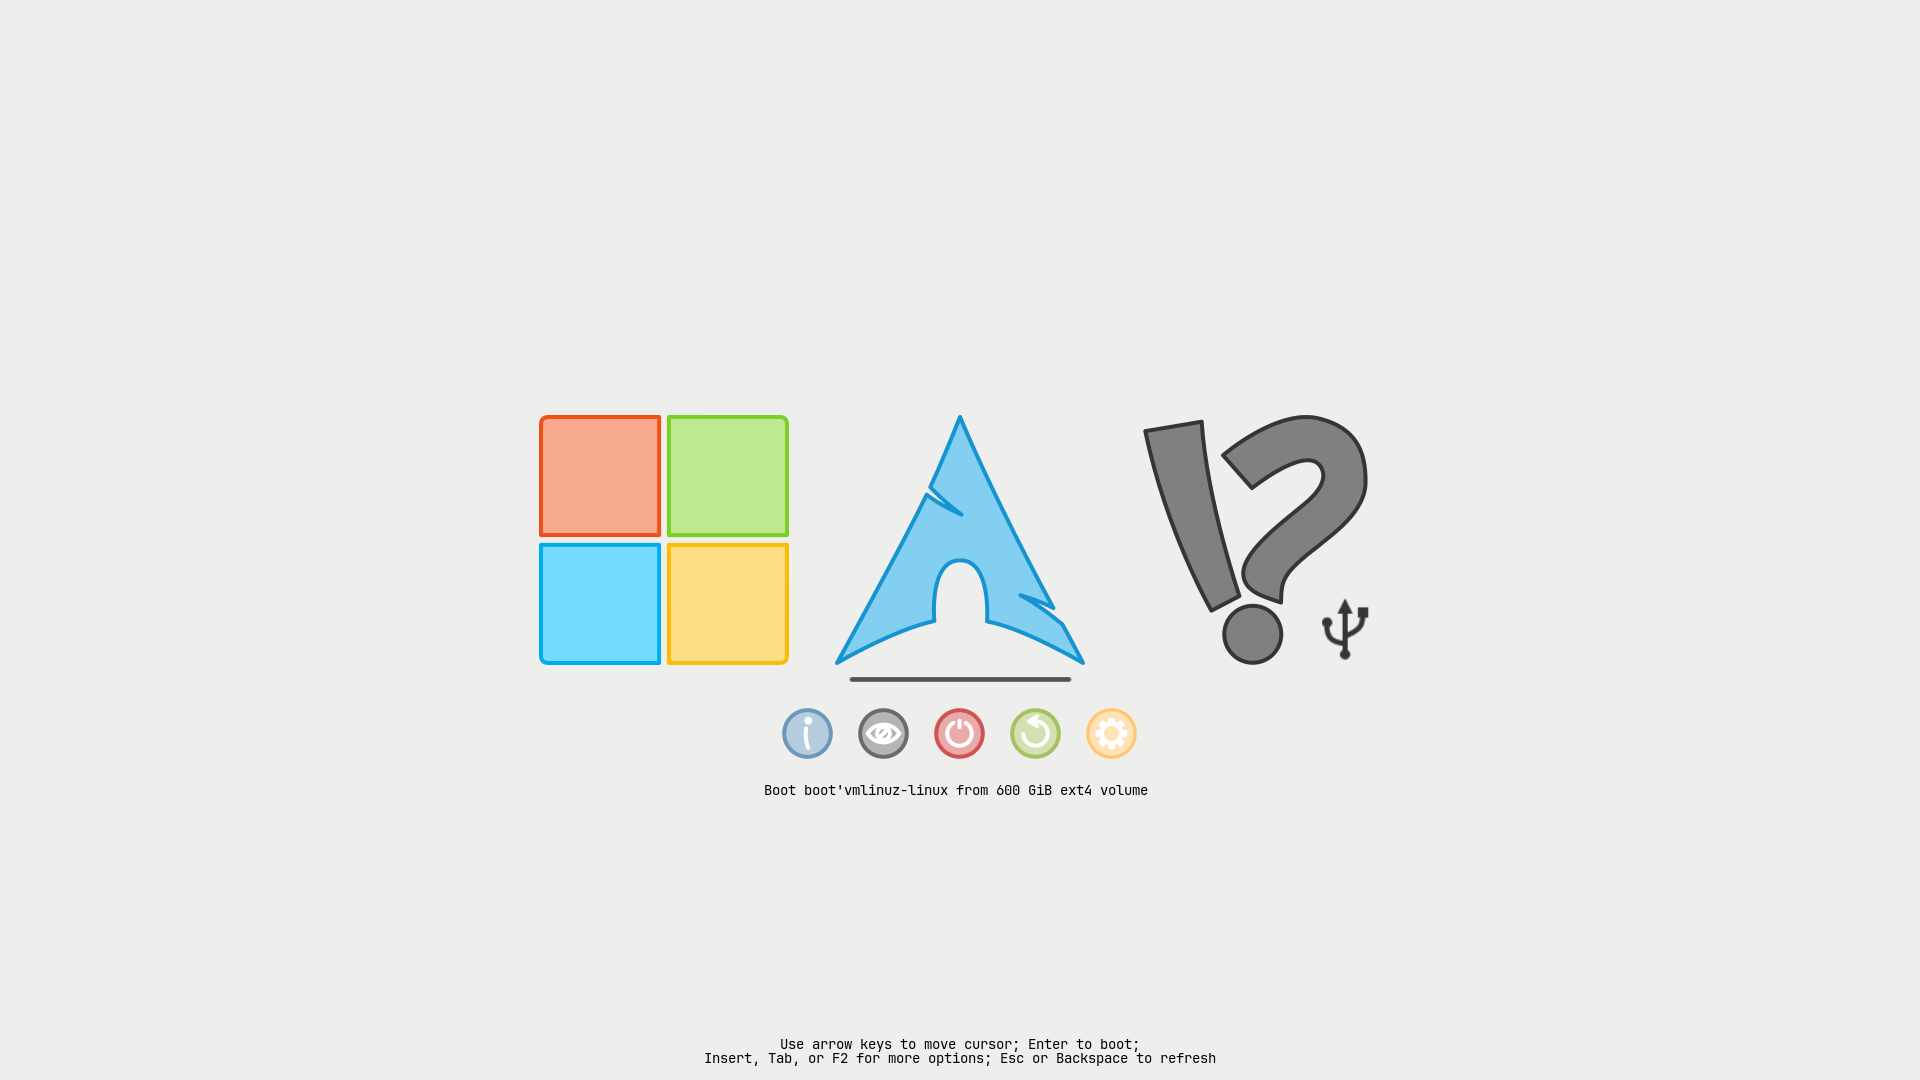 Boot boot'vmlinuz-linux from 600 GiB ext4 volume
Use arrow keys to move cursor; Enter to boot;
Insert, Tab, or F2 for more options; Esc or Backspace to refresh